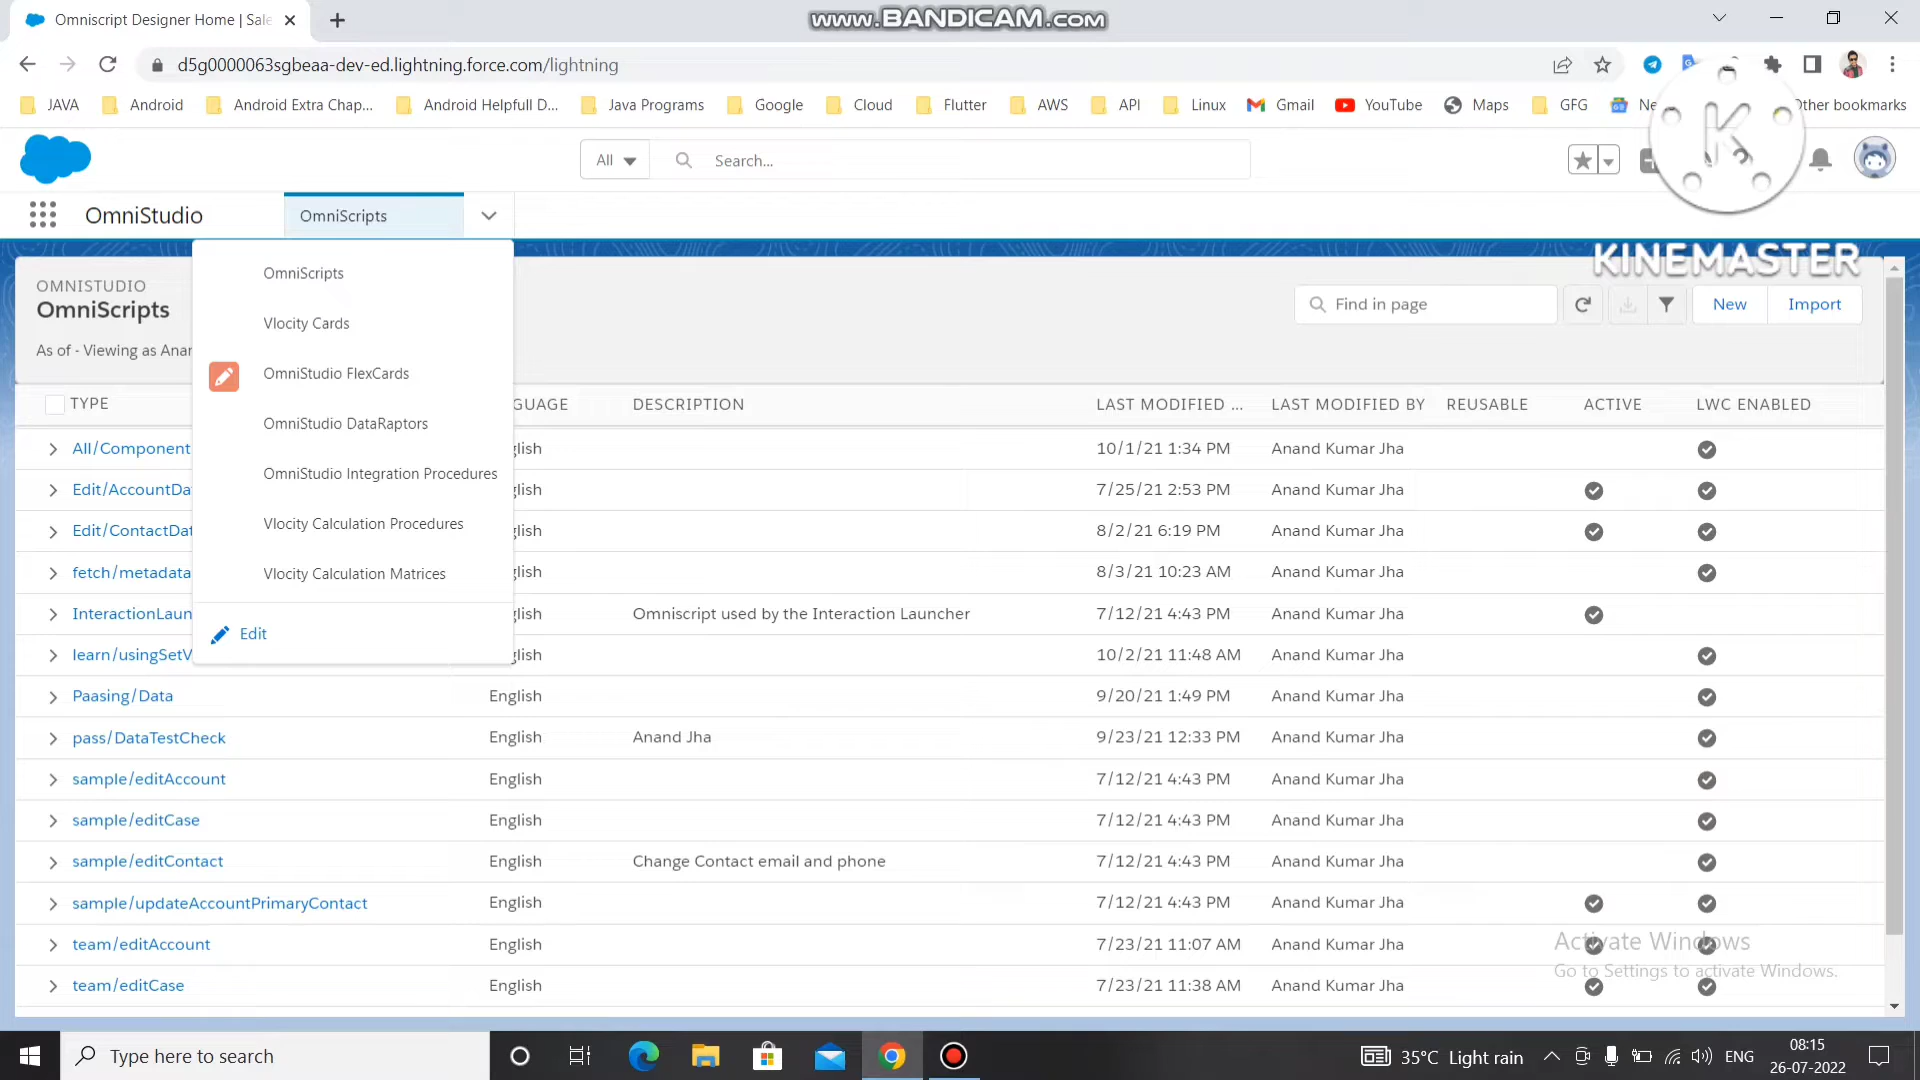 Omniscript Designer Home | Sale
www.BANDICAM.com
d5g0000063sgbeaa-dev-ed.lightning.force.com/lightning
JAVA Android Android Extra Chap... Android Helpfull D... Java Programs Google Cloud Flutter AWS API Linux Gmail YouTube Maps GFG Ne Other bookmarks
K
All Search...
OmniStudio OmniScripts
KINEMASTER
OmniScripts
Vlocity Cards
OmniStudio FlexCards
OmniStudio DataRaptors
OmniStudio Integration Procedures
Vlocity Calculation Procedures
Vlocity Calculation Matrices
Edit
OMNISTUDIO
OmniScripts
Find in page New Import
As of - Viewing as Anan
TYPE GUAGE DESCRIPTION LAST MODIFIED ... LAST MODIFIED BY REUSABLE ACTIVE LWC ENABLED
All/Component glish 10/1/21 1:34 PM Anand Kumar Jha
Edit/AccountDa glish 7/25/21 2:53 PM Anand Kumar Jha
Edit/ContactDat glish 8/2/21 6:19 PM Anand Kumar Jha
fetch/metadata glish 8/3/21 10:23 AM Anand Kumar Jha
InteractionLaun glish Omniscript used by the Interaction Launcher 7/12/21 4:43 PM Anand Kumar Jha
learn/usingSetV glish 10/2/21 11:48 AM Anand Kumar Jha
Paasing/Data English 9/20/21 1:49 PM Anand Kumar Jha
pass/DataTestCheck English Anand Jha 9/23/21 12:33 PM Anand Kumar Jha
sample/editAccount English 7/12/21 4:43 PM Anand Kumar Jha
sample/editCase English 7/12/21 4:43 PM Anand Kumar Jha
sample/editContact English Change Contact email and phone 7/12/21 4:43 PM Anand Kumar Jha
sample/updateAccountPrimaryContact English 7/12/21 4:43 PM Anand Kumar Jha
team/editAccount English 7/23/21 11:07 AM Anand Kumar Jha
team/editCase English 7/23/21 11:38 AM Anand Kumar Jha
Activate Windows
Go to Settings to activate Windows.
Type here to search 35°C Light rain ENG 08:15
26-07-2022